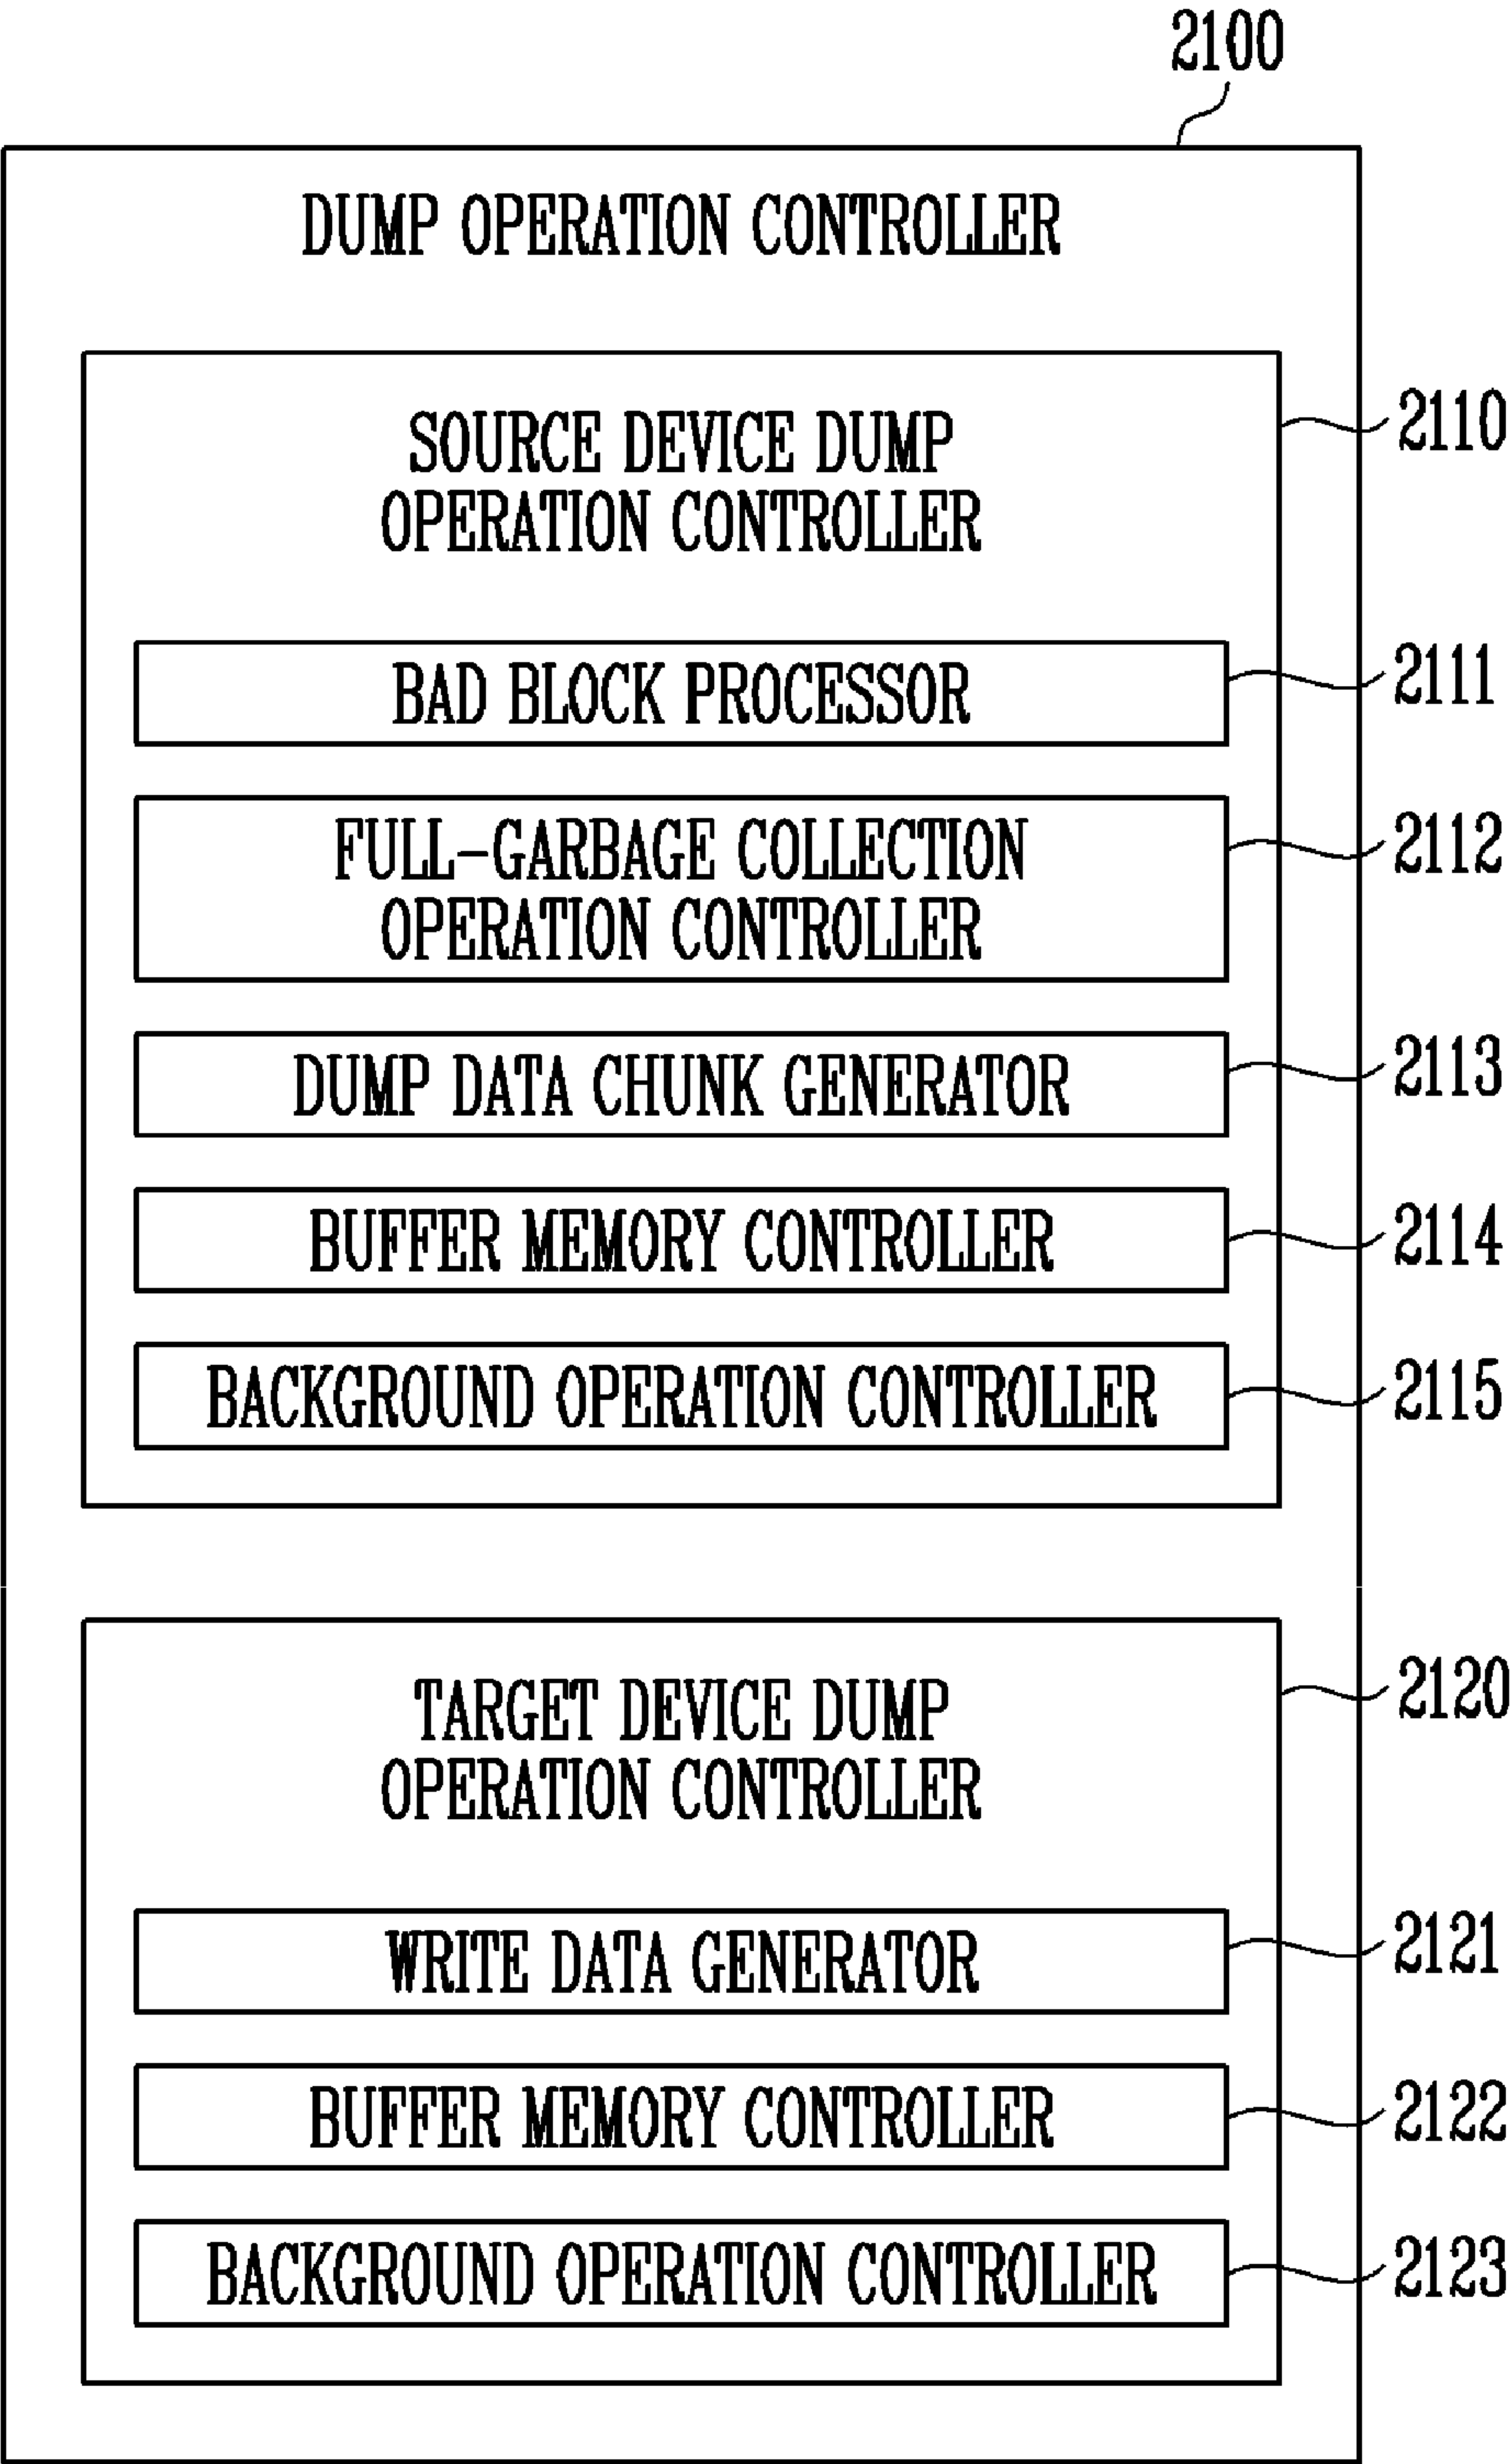 2100
DUMP OPERATION CONTROLLER
SOURCE DEVICE DUMP
OPERATION CONTROLLER
2110
BAD BLOCK PROCESSOR
2111
FULL-GARBAGE COLLECTION
OPERATION CONTROLLER
2112
DUMP DATA CHUNK GENERATOR
2113
BUFFER MEMORY CONTROLLER
2114
BACKGROUND OPERATION CONTROLLER
2115
TARGET DEVICE DUMP
OPERATION CONTROLLER
2120
WRITE DATA GENERATOR
2121
BUFFER MEMORY CONTROLLER
2122
BACKGROUND OPERATION CONTROLLER
2123